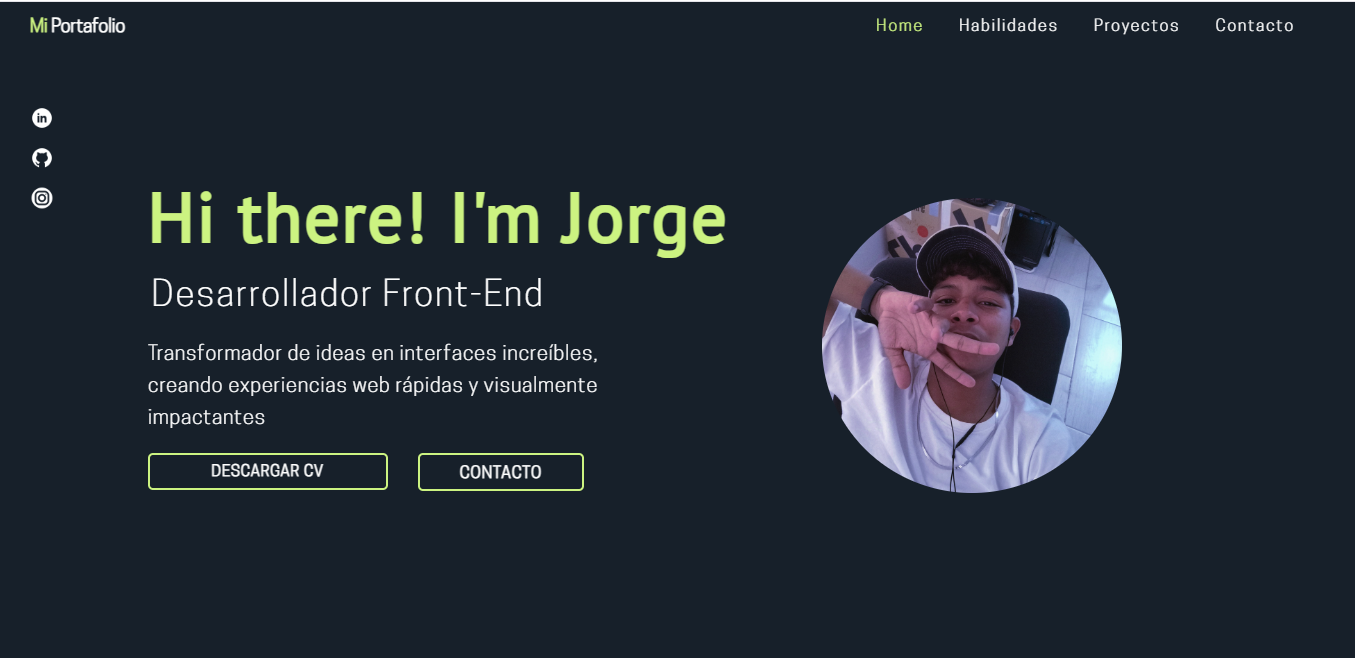 Mi Portafolio
Home Habilidades Proyectos Contacto
in
Hi there! I'm Jorge
Desarrollador Front-End
Transformador de ideas en interfaces increíbles,
creando experiencias web rápidas y visualmente
impactantes
DESCARGAR CV
CONTACTO